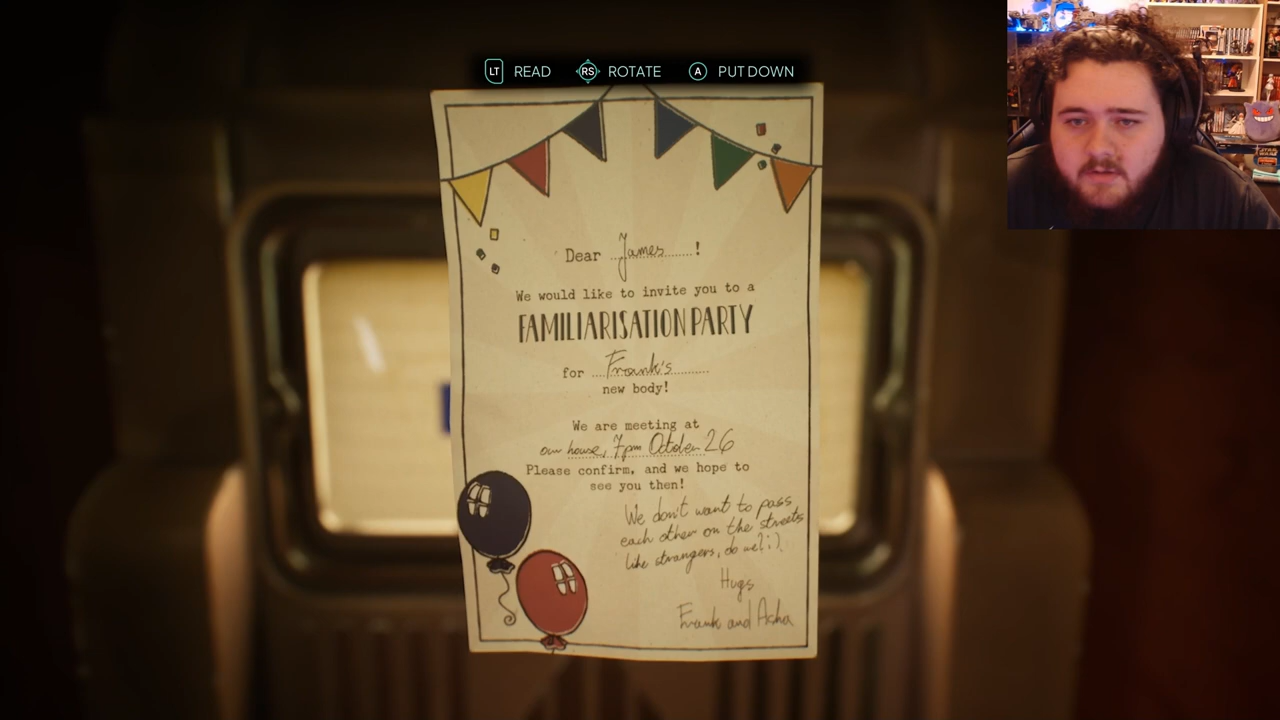 LT READ RS ROTATE A PUT DOWN
Dear James!
We would like to invite you to a
FAMILIARISATION PARTY
for Frank's
new body!
We are meeting at
our house, 7pm October 26
Please confirm, and we hope to
see you then!
We don't want to pass
each other on the streets
like strangers, do we? ;)
Hugs
Frank and Asha